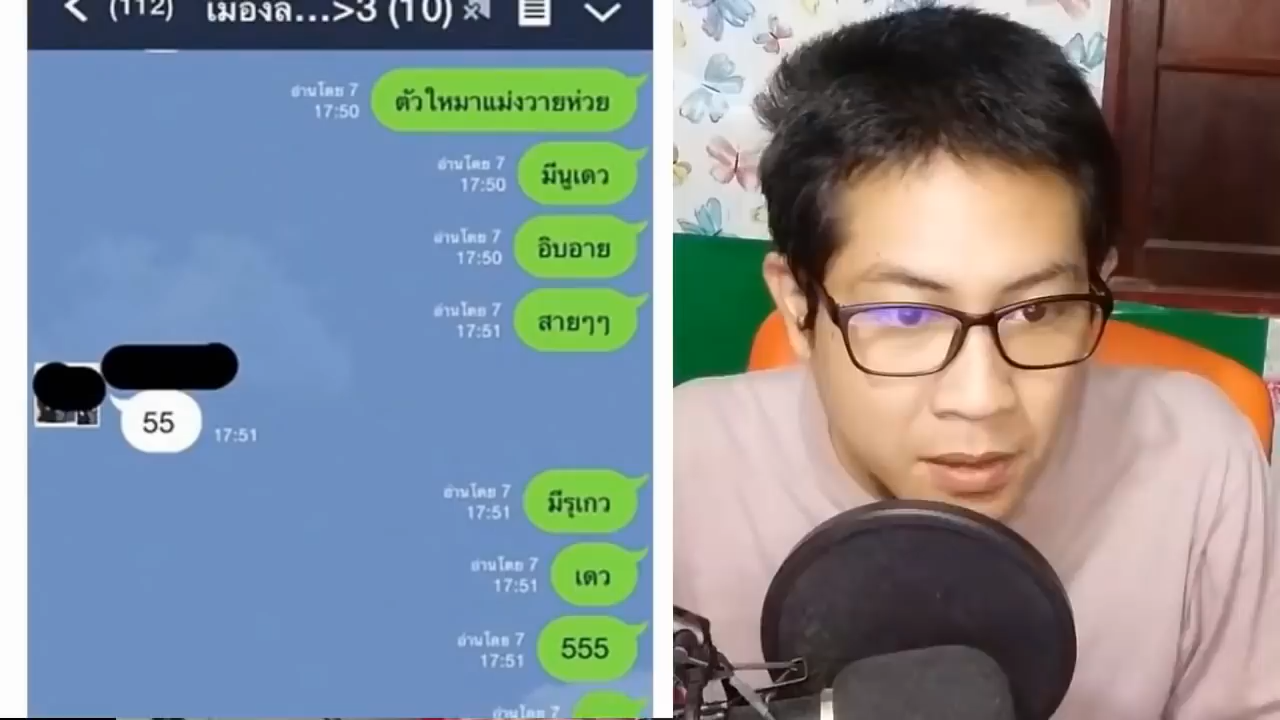 (112) เมืองล...>3 (10)
อ่านโดย 7
17:50
ตัวใหมาแม่งวายห่วย
อ่านโดย 7
17:50
มีนูเดว
อ่านโดย 7
17:50
อิบอาย
อ่านโดย 7
17:51
สายๆๆ
55
17:51
อ่านโดย 7
17:51
มีรุเกว
อ่านโดย 7
17:51
เดว
อ่านโดย 7
17:51
555
อ่านโดย 7